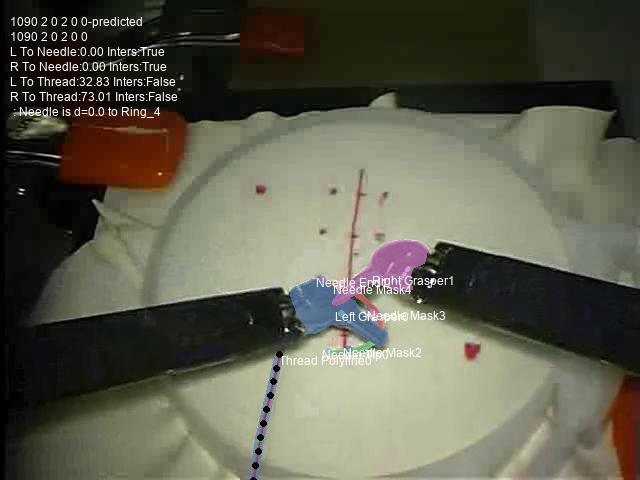 1090 2 0 2 0 0-predicted
1090 2 0 2 0 0
L To Needle:0.00 Inters:True
R To Needle:0.00 Inters:True
L To Thread:32.83 Inters:False
R To Thread:73.01 Inters:False
: Needle is d=0.0 to Ring_4
Right Grasper1
Needle Mask4
Needle Mask3
Needle Mask2
Thread Polyline0